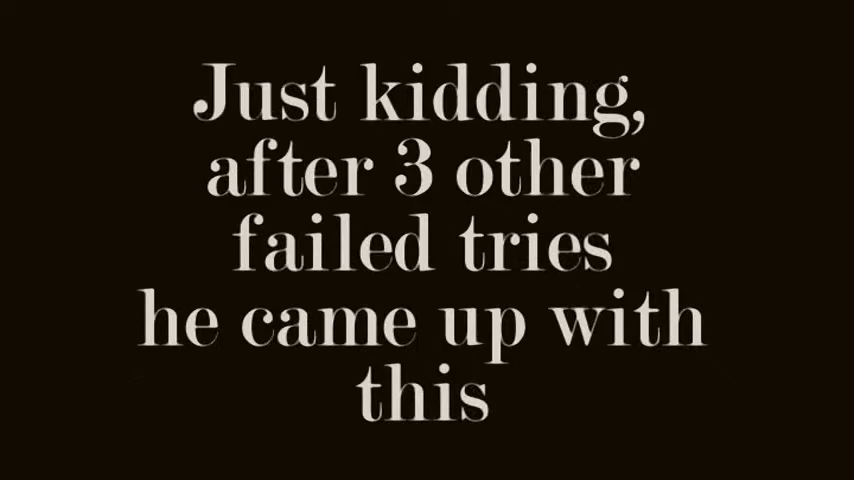 Just kidding,
after 3 other
failed tries
he came up with
this